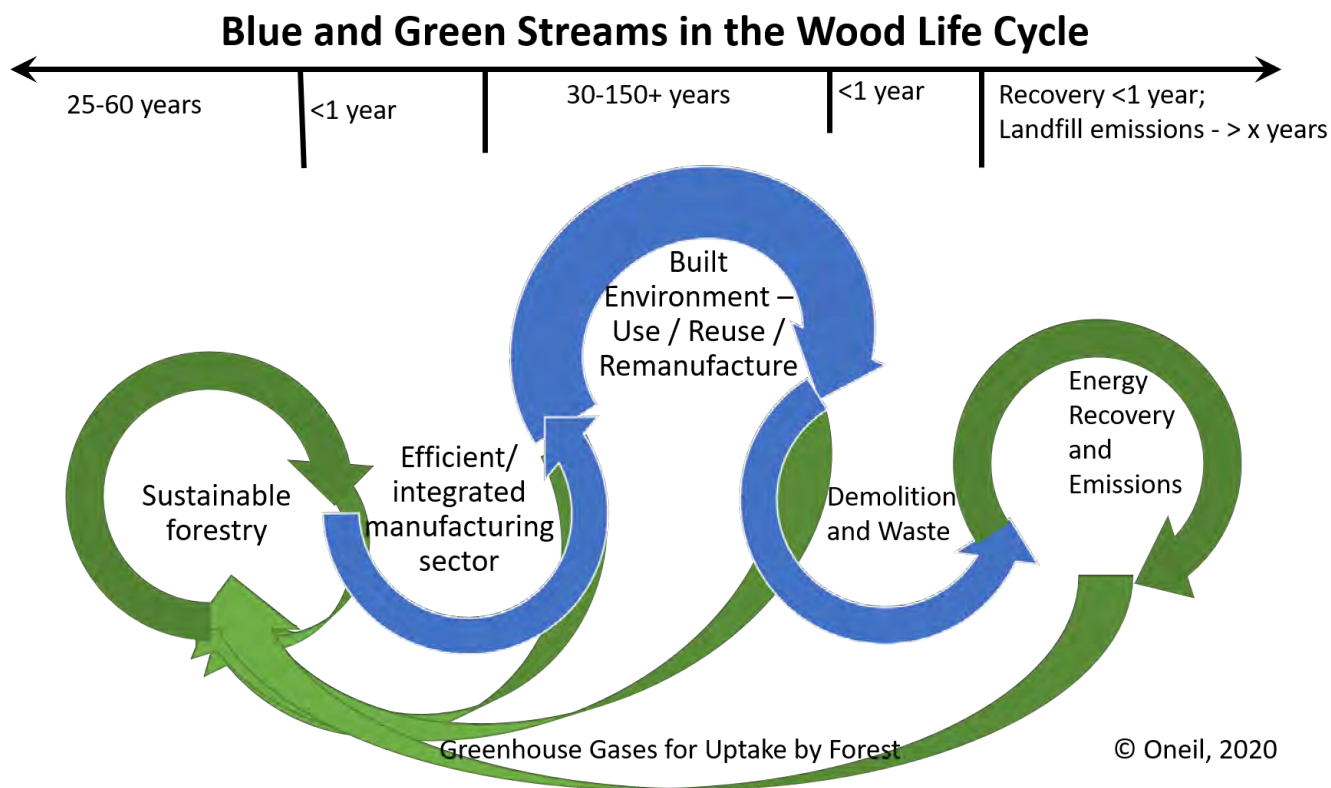 Blue and Green Streams in the Wood Life Cycle
25-60 years
<1 year
30-150+ years
<1 year
Recovery <1 year;
Landfill emissions - > x years
Sustainable
forestry
Efficient/
integrated
manufacturing
sector
Built
Environment –
Use / Reuse /
Remanufacture
Demolition
and Waste
Energy
Recovery
and
Emissions
Greenhouse Gases for Uptake by Forest
© Oneil, 2020